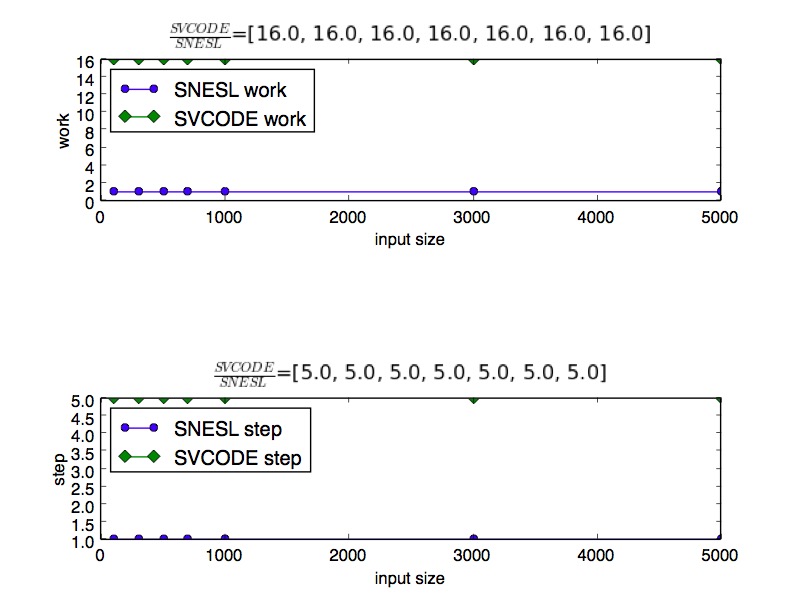 SVCODE
SNESL =[16.0, 16.0, 16.0, 16.0, 16.0, 16.0, 16.0]
16
14
12
10
8
6
4
2
0
work
SNESL work
SVCODE work
0 1000 2000 3000 4000 5000
input size
SVCODE
SNESL =[5.0, 5.0, 5.0, 5.0, 5.0, 5.0, 5.0]
5.0
4.5
4.0
3.5
3.0
2.5
2.0
1.5
1.0
step
SNESL step
SVCODE step
0 1000 2000 3000 4000 5000
input size